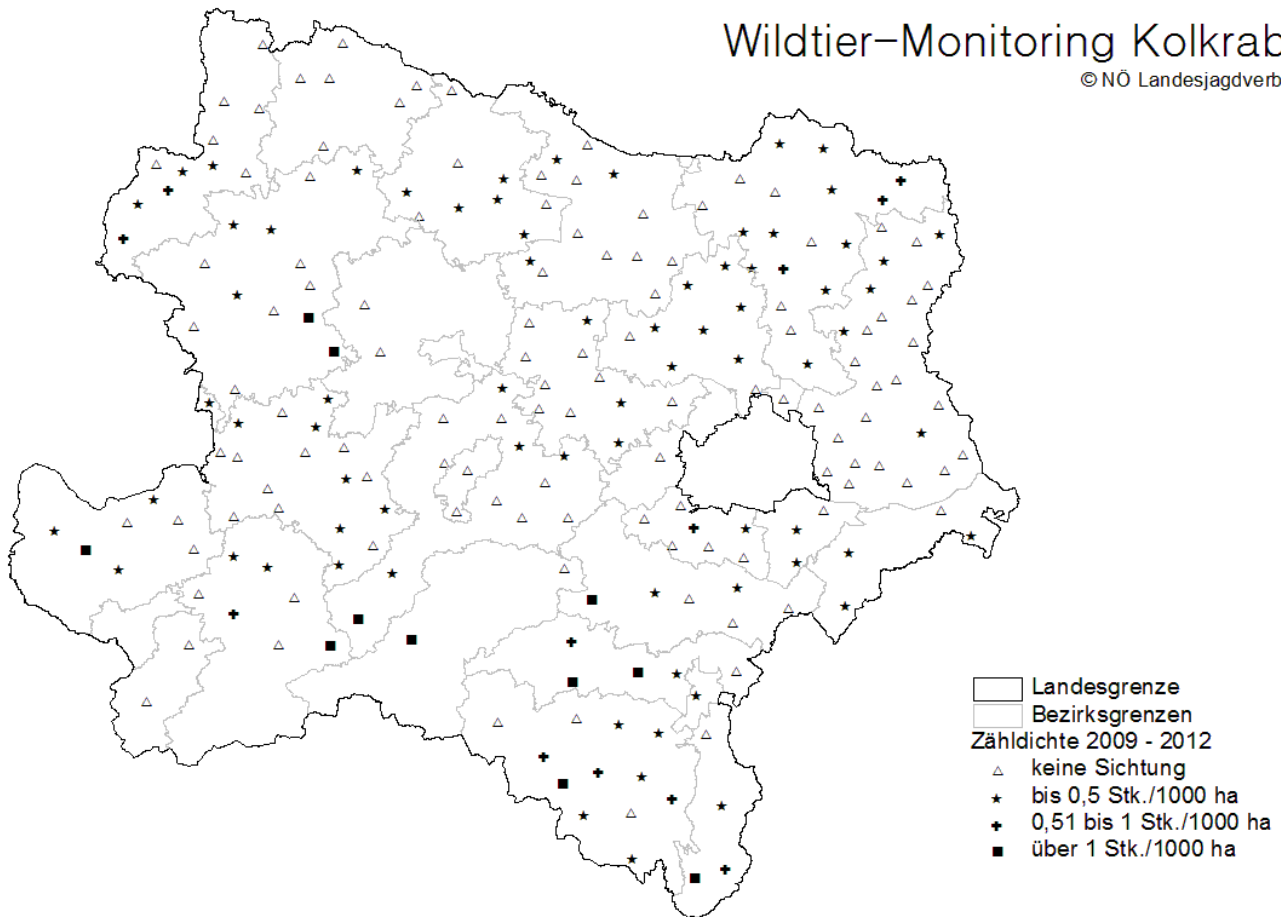 Wildtier-Monitoring Kolkrab
© NÖ Landesjagdverb
Landesgrenze
Bezirksgrenzen
Zähldichte 2009 - 2012
keine Sichtung
bis 0,5 Stk./1000 ha
0,51 bis 1 Stk./1000 ha
über 1 Stk./1000 ha